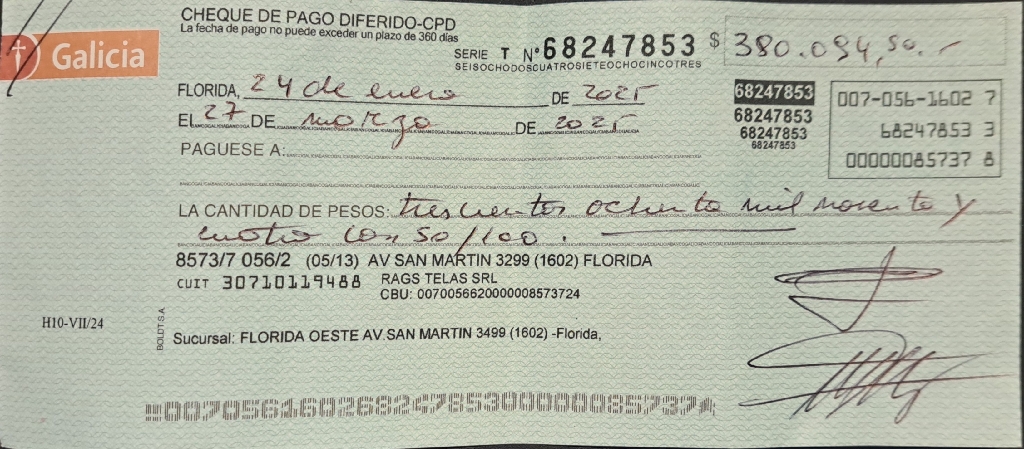 CHEQUE DE PAGO DIFERIDO-CPD
La fecha de pago no puede exceder un plazo de 360 días
Galicia
SERIE T Nº 68247853 $ 380.094,50.-
SEISOCHODOSCUATROSIETEOCHOCINCOTRES
FLORIDA, 24 de enero DE 2025
EL 27 DE marzo DE 2025
PAGUESE A:
68247853
68247853
68247853
68247853
007-056-1602 7
68247853 3
00000085737 8
LA CANTIDAD DE PESOS: trescientos ochenta mil noventa y
cuatro con 50/100.
8573/7 056/2 (05/13) AV SAN MARTIN 3299 (1602) FLORIDA
CUIT 30710119488 RAGS TELAS SRL
CBU: 0070056620000008573724
H10-VII/24
BOLDT S.A.
Sucursal: FLORIDA OESTE AV.SAN MARTIN 3499 (1602) -Florida,